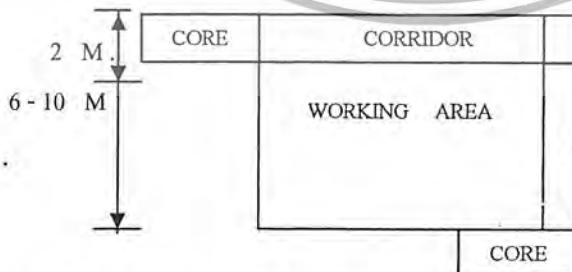 CORE CORRIDOR
2 M.
6 - 10 M
WORKING AREA
CORE